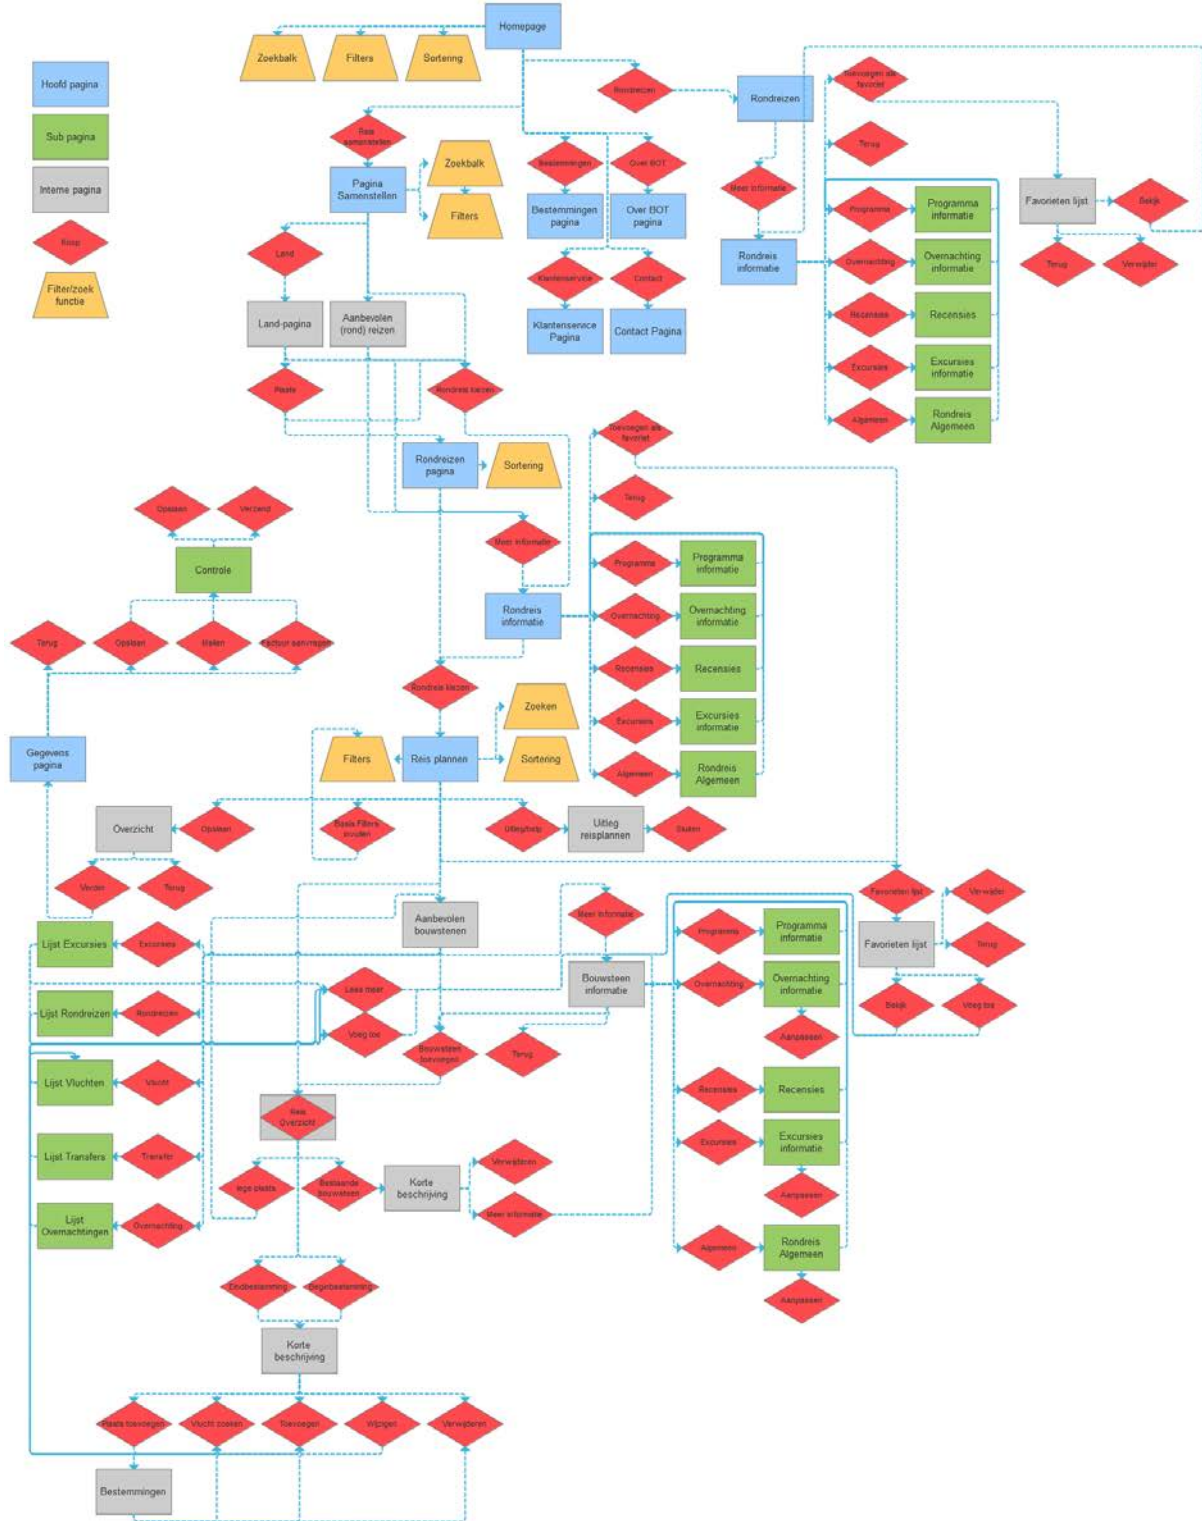 Homepage
Zoekbalk
Filters
Sortering
Hoofd pagina
Sub pagina
Interne pagina
Knop
Filter/zoek
functie
Rondreizen
Rondreizen
Toevoegen als
favoriet
Terug
Reis
samenstellen
Zoekbalk
Filters
Pagina
Samenstellen
Bestemmingen
Over BOT
Bestemmingen
pagina
Over BOT
pagina
Meer informatie
Rondreis
informatie
Programma
Programma
informatie
Overnachting
Overnachting
informatie
Recensies
Recensies
Excursies
Excursies
informatie
Algemeen
Rondreis
Algemeen
Favorieten lijst
Bekijk
Terug
Verwijder
Land
Klantenservice
Contact
Land-pagina
Aanbevolen
(rond) reizen
Klantenservice
Pagina
Contact Pagina
Plaats
Rondreis kiezen
Rondreizen
pagina
Sortering
Toevoegen als
favoriet
Terug
Opslaan
Verzend
Controle
Meer informatie
Rondreis
informatie
Programma
Programma
informatie
Overnachting
Overnachting
informatie
Recensies
Recensies
Excursies
Excursies
informatie
Algemeen
Rondreis
Algemeen
Terug
Opslaan
Factuur aanvragen
Rondreis kiezen
Zoeken
Gegevens
pagina
Filters
Reis plannen
Sortering
Overzicht
Opslaan
Basis Filters
invullen
Uitleg/help
Uitleg
reisplannen
Sluiten
Verder
Terug
Aanbevolen
bouwstenen
Meer informatie
Favorieten lijst
Verwijder
Favorieten lijst
Terug
Bekijk
Voeg toe
Lijst Excursies
Excursies
Lijst Rondreizen
Rondreizen
Lijst Vluchten
Vlucht
Lijst Transfers
Transfer
Lijst
Overnachtingen
Overnachting
Lees meer
Voeg toe
Bouwsteen
toevoegen
Terug
Bouwsteen
informatie
Programma
Programma
informatie
Overnachting
Overnachting
informatie
Aanpassen
Recensies
Recensies
Excursies
Excursies
informatie
Aanpassen
Algemeen
Rondreis
Algemeen
Aanpassen
Reis
Overzicht
lege plaats
Bestaande
bouwsteen
Korte
beschrijving
Verwijderen
Meer informatie
Eindbestemming
Beginbestemming
Korte
beschrijving
Plaats toevoegen
Vlucht zoeken
Toevoegen
Wijzigen
Verwijderen
Bestemmingen